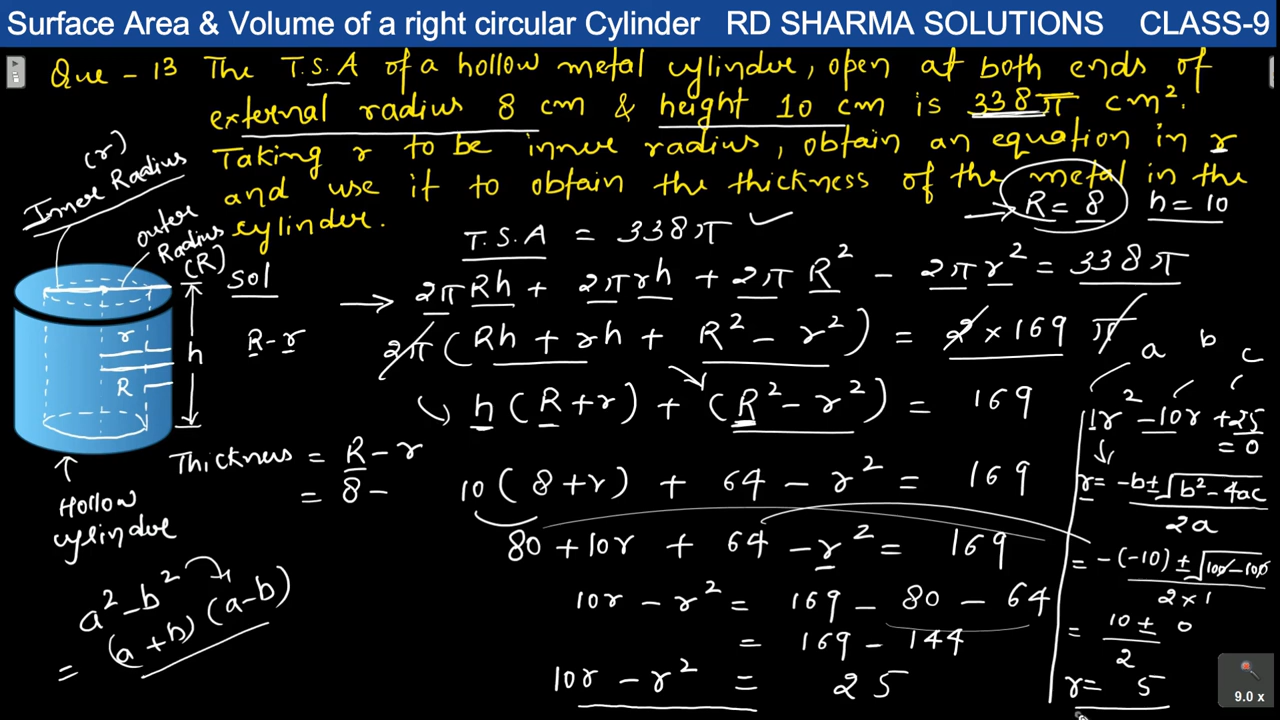 Surface Area & Volume of a right circular Cylinder RD SHARMA SOLUTIONS CLASS-9
Que - 13 The T.S.A of a hollow metal cylinder, open at both ends of
external radius 8 cm & height 10 cm is 338π cm².
Taking r to be inner radius, obtain an equation in r
and use it to obtain the thickness of the metal in the
cylinder.
R = 8 h = 10
(r)
Inner Radius
outer
Radius
(R)
r
h
R
Hollow
cylinder
Sol
R - r
Thickness = R - r
= 8 -
a² - b²
= (a+b) (a-b)
T.S.A = 338π
2πRh + 2πrh + 2πR² - 2πr² = 338π
2π(Rh + rh + R² - r²) = 2 × 169 π
h(R+r) + (R² - r²) = 169
10(8+r) + 64 - r² = 169
80 + 10r + 64 - r² = 169
10r - r² = 169 - 80 - 64
= 169 - 144
10r - r² = 25
a b c
1r² - 10r + 25
= 0
r = -b ± √b² - 4ac
2a
= -(-10) ± √100 - 100
2 × 1
= 10 ± 0
2
r = 5
9.0 x